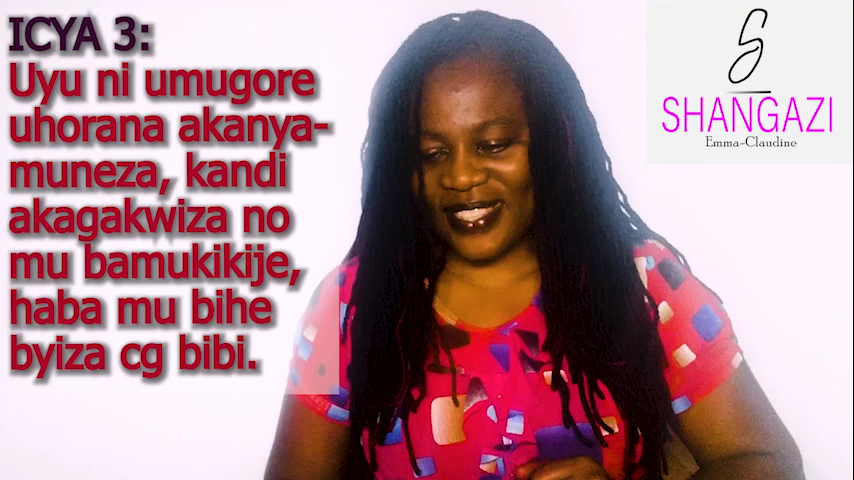 ICYA 3:
Uyu ni umugore
uhorana akanya-
muneza, kandi
akagakwiza no
mu bamukikije,
haba mu bihe
byiza cg bibi.
S
SHANGAZI
Emma-Claudine